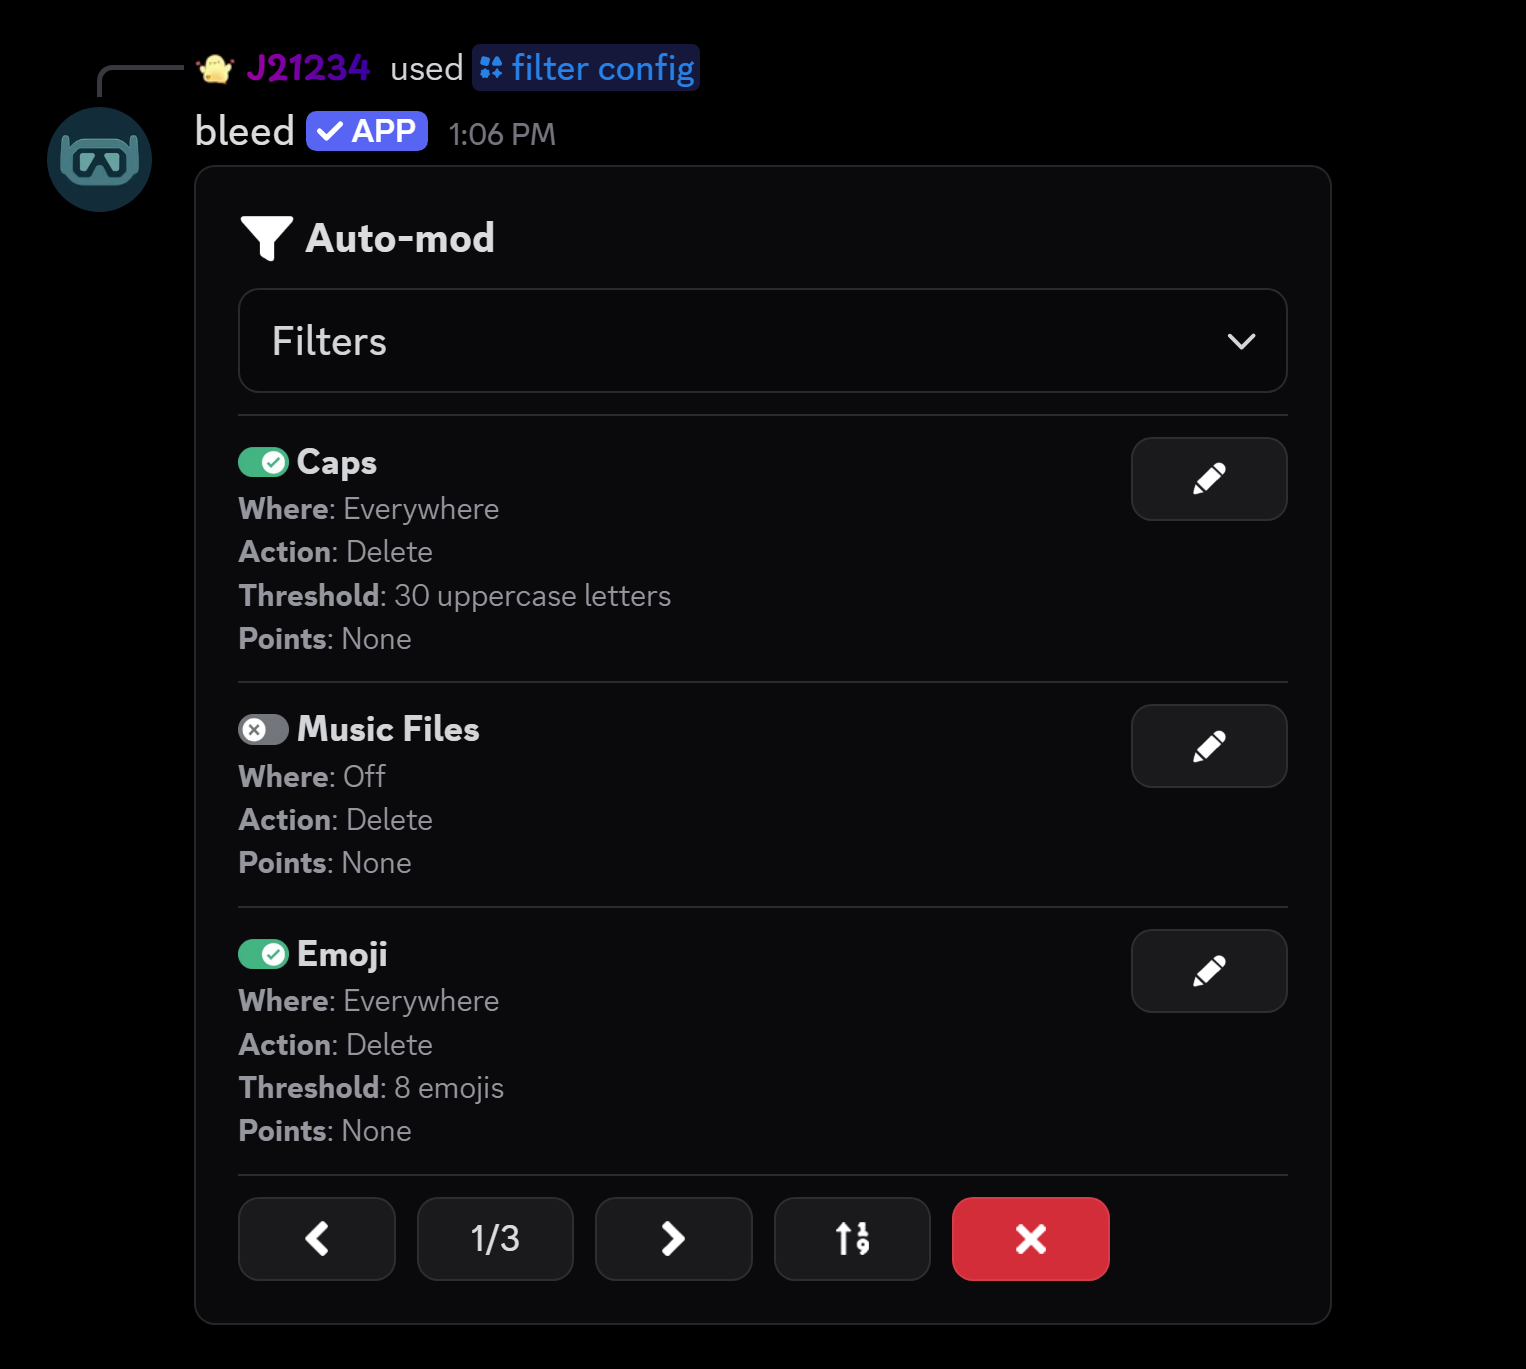 J21234 used filter config
bleed APP 1:06 PM
Auto-mod
Filters
Caps
Where: Everywhere
Action: Delete
Threshold: 30 uppercase letters
Points: None
Music Files
Where: Off
Action: Delete
Points: None
Emoji
Where: Everywhere
Action: Delete
Threshold: 8 emojis
Points: None
1/3
1
9